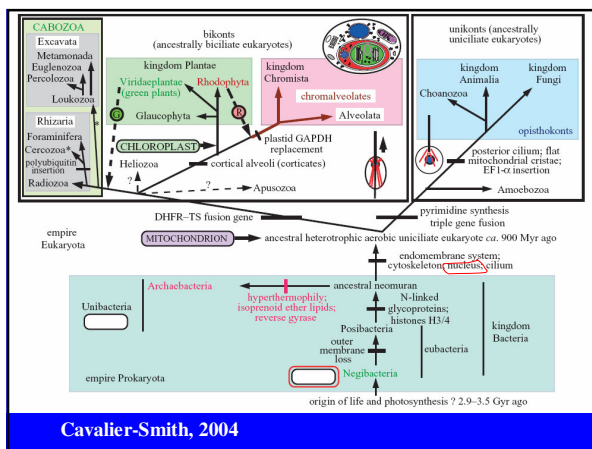 CABOZOA
Excavata
Metamonada
Euglenozoa
Percolozoa
Loukozoa
*
Rhizaria
Foraminifera
Cercozoa*
polyubiquitin
insertion
Radiozoa
bikonts
(ancestrally biciliate eukaryotes)
kingdom Plantae
Viridaeplantae
(green plants)
Rhodophyta
G
Glaucophyta
R
CHLOROPLAST
Heliozoa
?
cortical alveoli (corticates)
?
Apusozoa
kingdom
Chromista
chromalveolates
Alveolata
plastid GAPDH
replacement
unikonts (ancestrally
uniciliate eukaryotes)
kingdom
Animalia
kingdom
Fungi
Choanozoa
opisthokonts
posterior cilium; flat
mitochondrial cristae;
EF1-α insertion
Amoebozoa
DHFR–TS fusion gene
pyrimidine synthesis
triple gene fusion
empire
Eukaryota
MITOCHONDRION
ancestral heterotrophic aerobic uniciliate eukaryote ca. 900 Myr ago
endomembrane system;
cytoskeleton, nucleus; cilium
Archaebacteria
ancestral neomuran
hyperthermophily;
isoprenoid ether lipids;
reverse gyrase
N-linked
glycoproteins;
histones H3/4
Unibacteria
Posibacteria
kingdom
Bacteria
outer
membrane
loss
eubacteria
empire Prokaryota
Negibacteria
origin of life and photosynthesis ? 2.9–3.5 Gyr ago
Cavalier-Smith, 2004